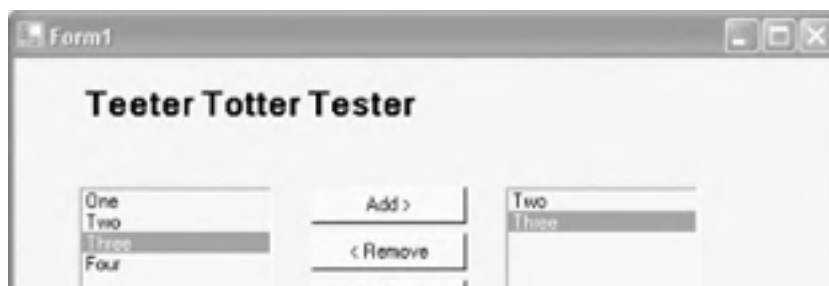 Form1
Teeter Totter Tester
One
Two
Three
Four
Add >
< Remove
Two
Three